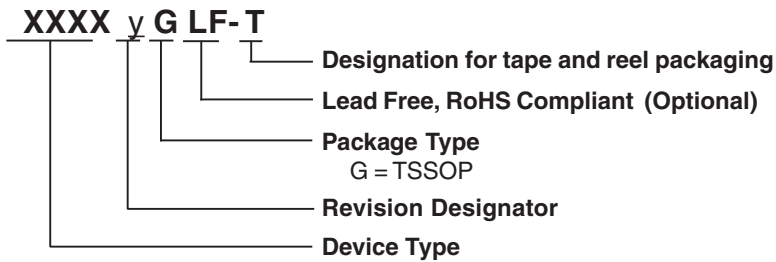 XXXX y G LF- T
Designation for tape and reel packaging
Lead Free, RoHS Compliant (Optional)
Package Type
G = TSSOP
Revision Designator
Device Type